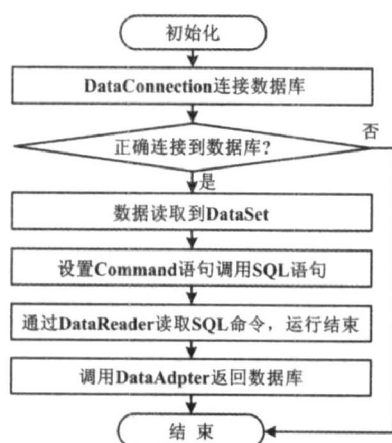 初始化
DataConnection连接数据库
正确连接到数据库?
否
是
数据读取到DataSet
设置Command语句调用SQL语句
通过DataReader读取SQL命令，运行结束
调用DataAdpter返回数据库
结 束